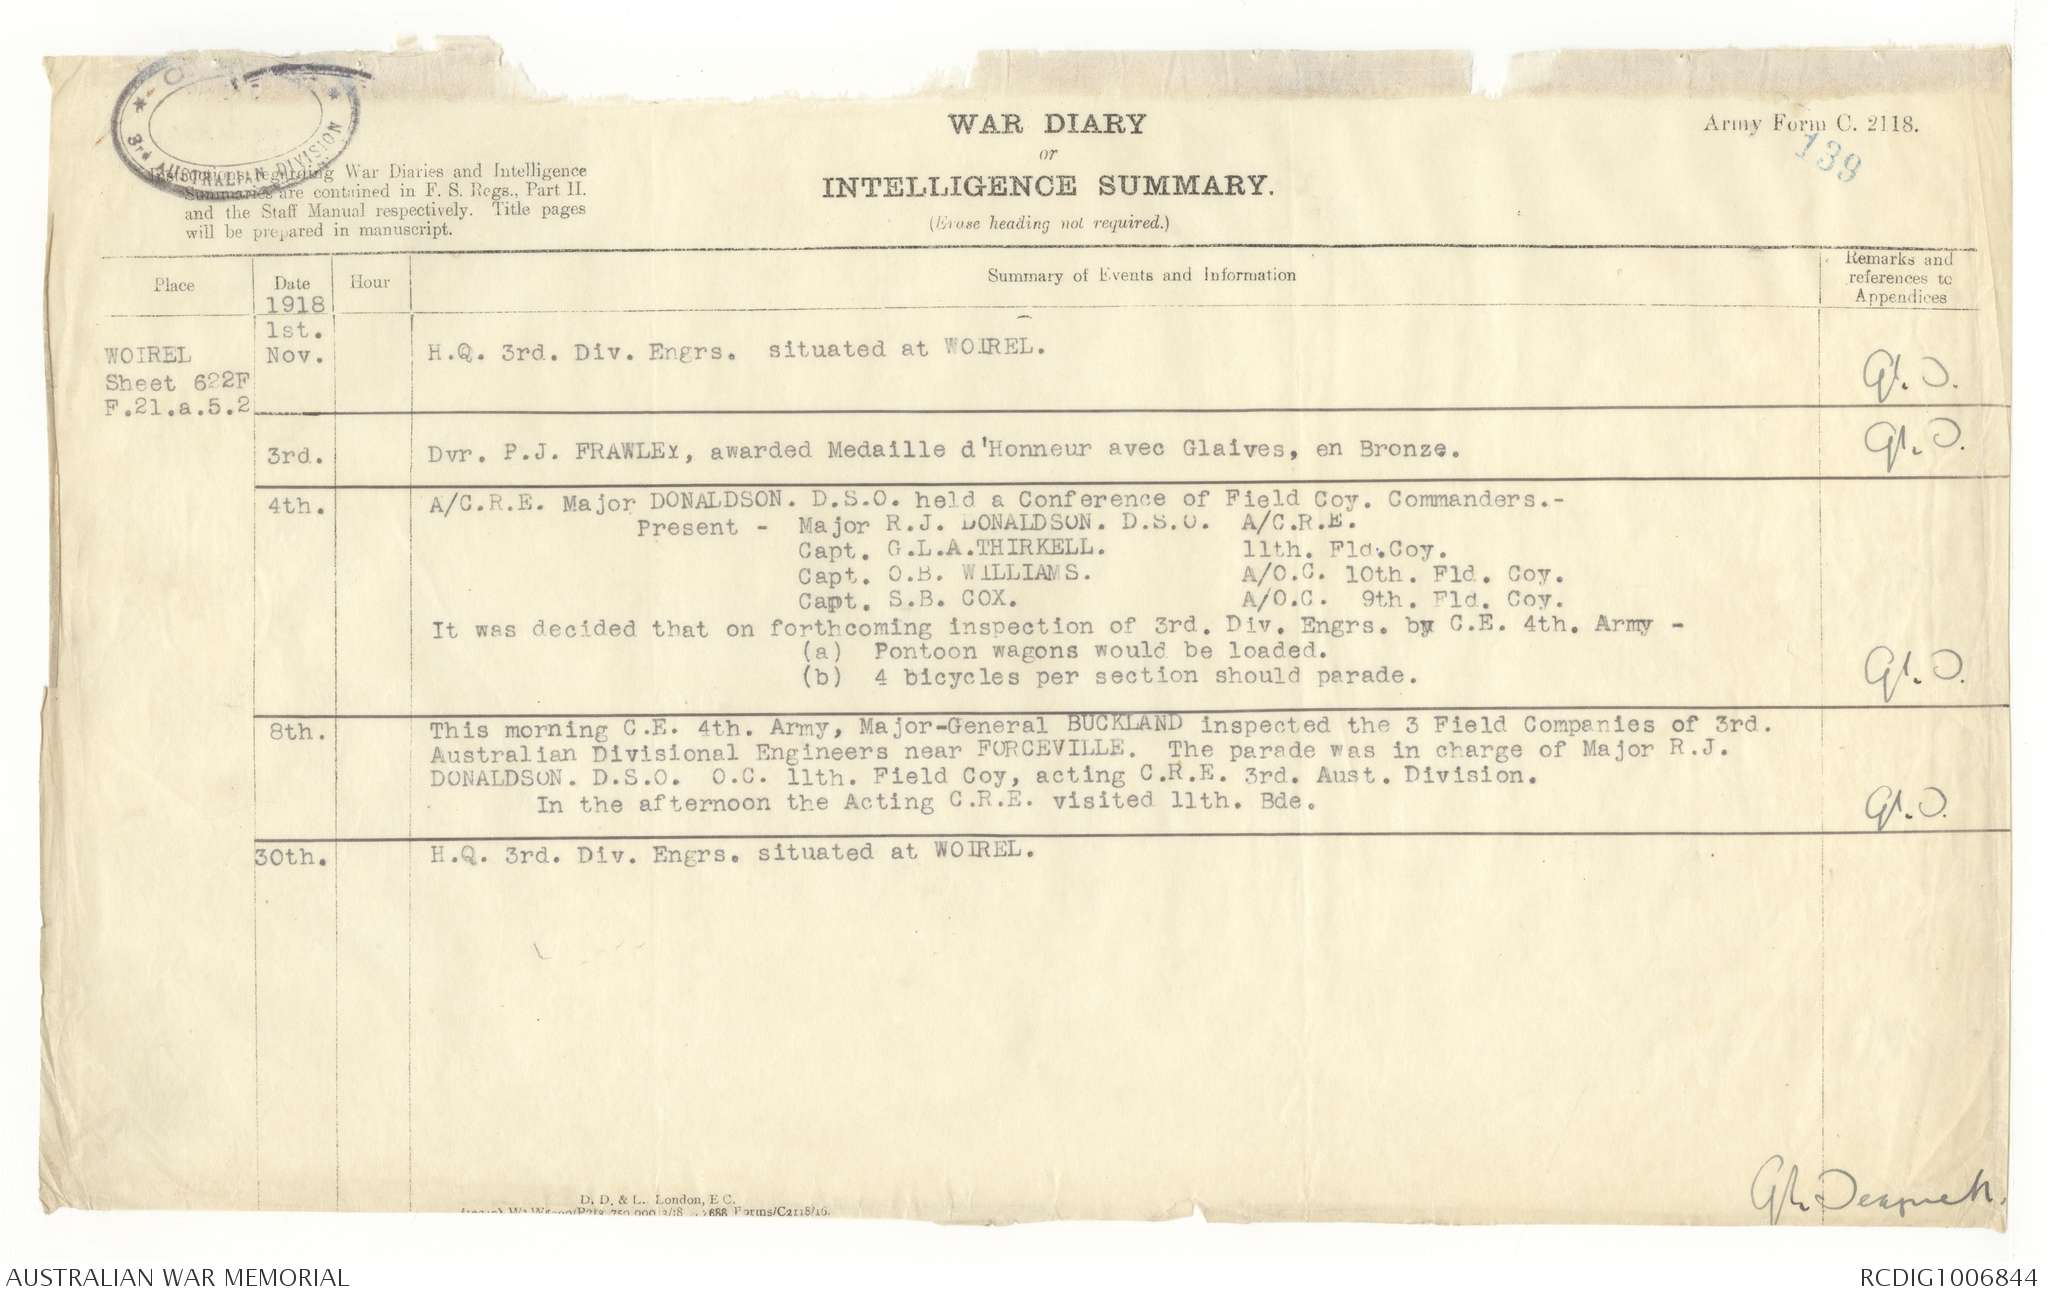 3rd AUSTRALIAN DIVISION
WAR DIARY
or
INTELLIGENCE SUMMARY.
(Erase heading not required.)
Army Form C. 2118.
139
Instructions regarding War Diaries and Intelligence
Summaries are contained in F. S. Regs., Part II.
and the Staff Manual respectively. Title pages
will be prepared in manuscript.
Place
Date
Hour
Summary of Events and Information
Remarks and
references to
Appendices
1918
1st.
Nov.
WOIREL
Sheet 622F
F.21.a.5.2
H.Q. 3rd. Div. Engrs. situated at WOIREL.
3rd.
Dvr. P.J. FRAWLEY, awarded Medaille d'Honneur avec Glaives, en Bronze.
4th.
A/C.R.E. Major DONALDSON. D.S.O. held a Conference of Field Coy. Commanders.-
Present - Major R.J. DONALDSON. D.S.O. A/C.R.E.
Capt. G.L.A.THIRKELL. 11th. Fld.Coy.
Capt. O.B. WILLIAMS. A/O.C. 10th. Fld. Coy.
Capt. S.B. COX. A/O.C. 9th. Fld. Coy.
It was decided that on forthcoming inspection of 3rd. Div. Engrs. by C.E. 4th. Army -
(a) Pontoon wagons would be loaded.
(b) 4 bicycles per section should parade.
8th.
This morning C.E. 4th. Army, Major-General BUCKLAND inspected the 3 Field Companies of 3rd.
Australian Divisional Engineers near FORCEVILLE. The parade was in charge of Major R.J.
DONALDSON. D.S.O. O.C. 11th. Field Coy, acting C.R.E. 3rd. Aust. Division.
In the afternoon the Acting C.R.E. visited 11th. Bde.
30th.
H.Q. 3rd. Div. Engrs. situated at WOIREL.
D. D. & L. London, E.C.
Forms/C2118/16.
AUSTRALIAN WAR MEMORIAL
RCDIG1006844